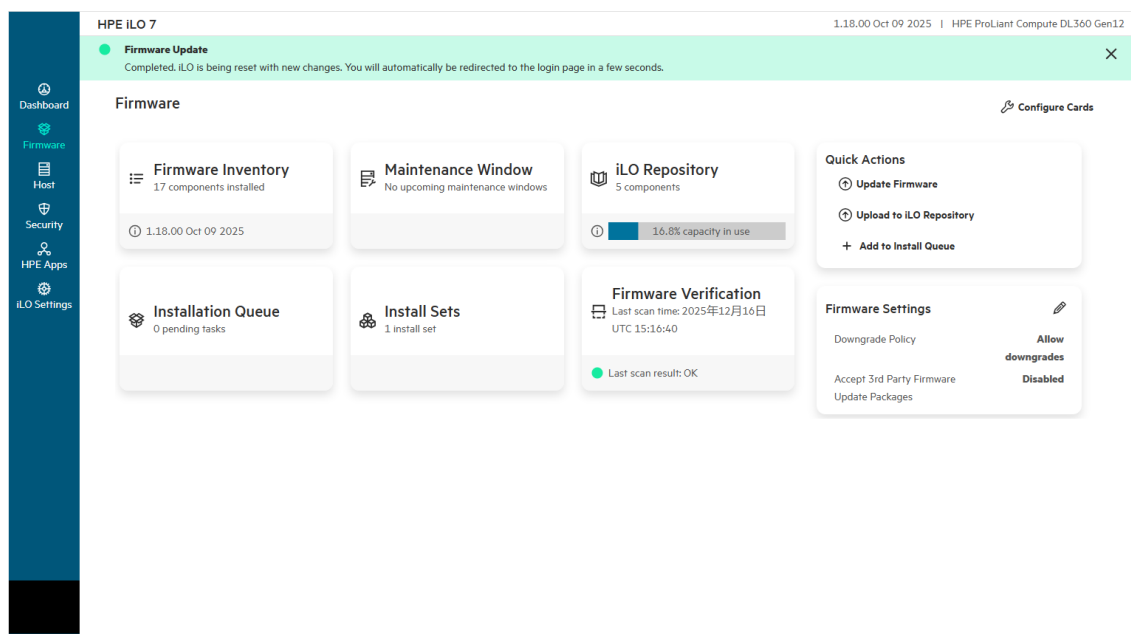 HPE iLO 7
1.18.00 Oct 09 2025 | HPE ProLiant Compute DL360 Gen12
Firmware Update
Completed. iLO is being reset with new changes. You will automatically be redirected to the login page in a few seconds.
Dashboard
Firmware
Host
Security
HPE Apps
iLO Settings
Firmware
Configure Cards
Firmware Inventory
17 components installed
1.18.00 Oct 09 2025
Maintenance Window
No upcoming maintenance windows
iLO Repository
5 components
16.8% capacity in use
Quick Actions
Update Firmware
Upload to iLO Repository
Add to Install Queue
Installation Queue
0 pending tasks
Install Sets
1 install set
Firmware Verification
Last scan time: 2025年12月16日
UTC 15:16:40
Last scan result: OK
Firmware Settings
Downgrade Policy
Allow
downgrades
Accept 3rd Party Firmware
Update Packages
Disabled